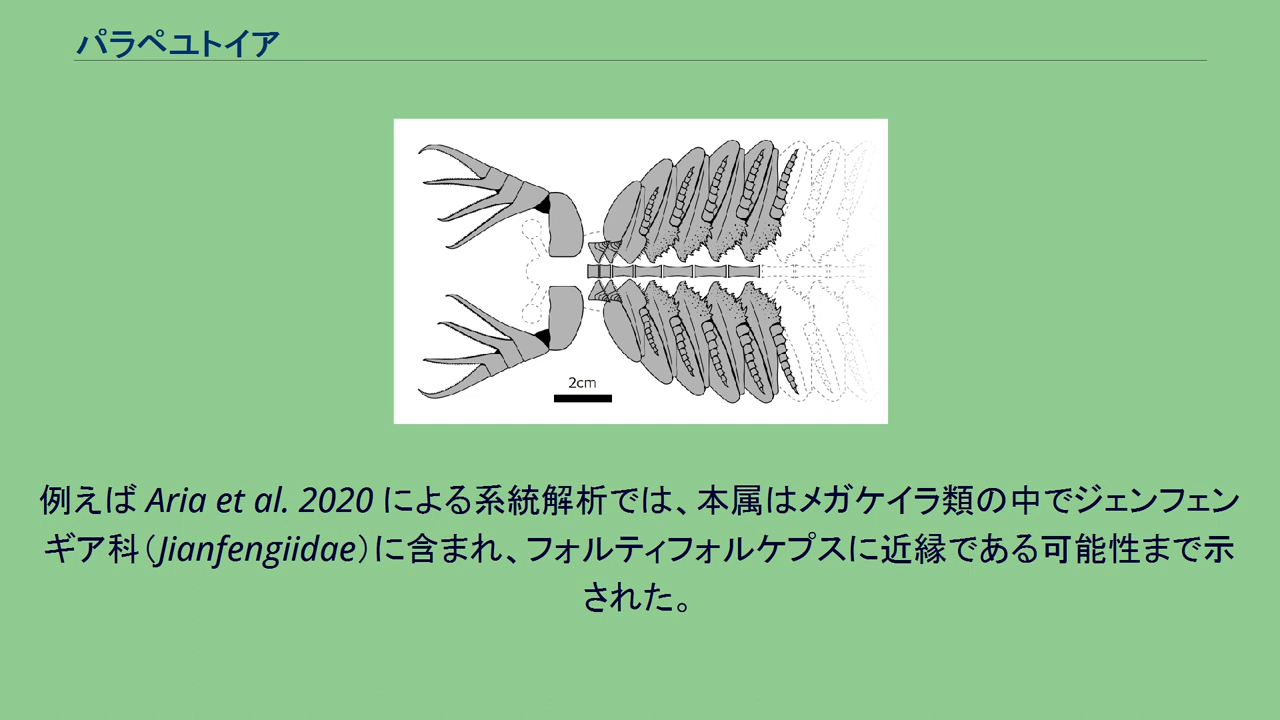 パラペユトイア
2cm
例えば Aria et al. 2020 による系統解析では、本属はメガケイラ類の中でジェンフェン
ギア科（Jianfengiidae）に含まれ、フォルティフォルケプスに近縁である可能性まで示
された。